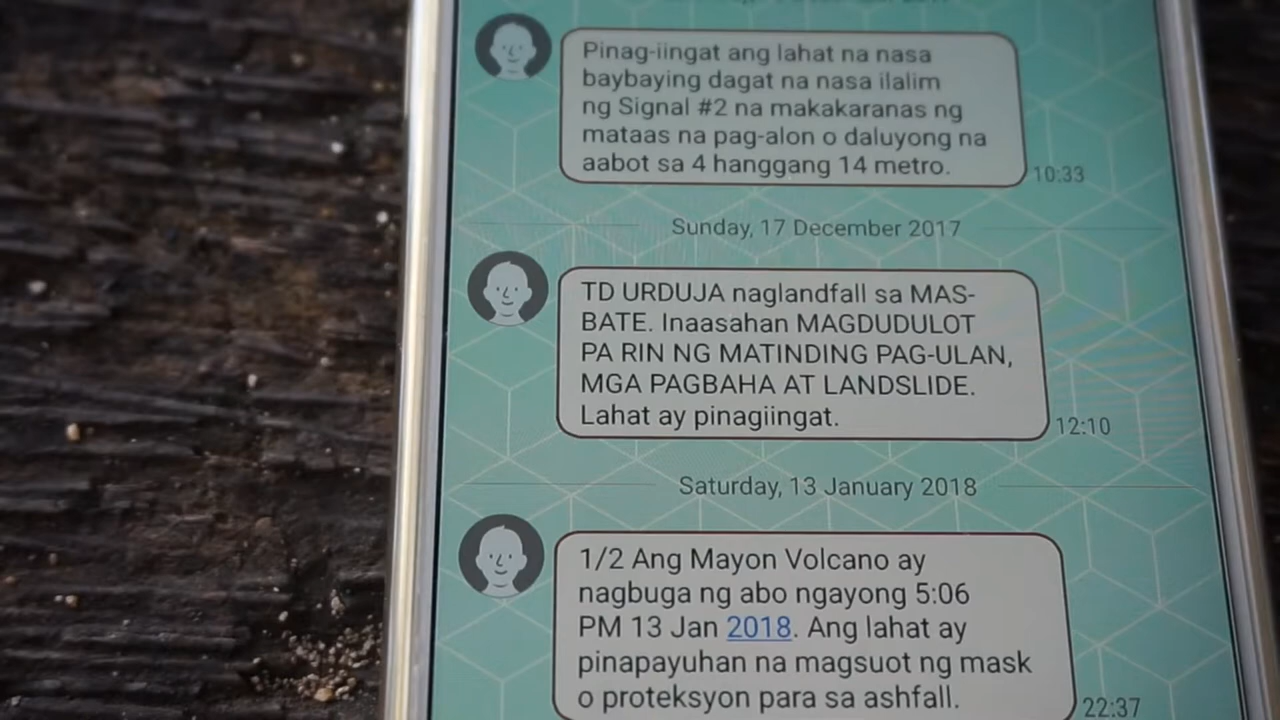 Pinag-iingat ang lahat na nasa
baybaying dagat na nasa ilalim
ng Signal #2 na makakaranas ng
mataas na pag-alon o daluyong na
aabot sa 4 hanggang 14 metro.
10:33
Sunday, 17 December 2017
TD URDUJA naglandfall sa MAS-
BATE. Inaasahan MAGDUDULOT
PA RIN NG MATINDING PAG-ULAN,
MGA PAGBAHA AT LANDSLIDE.
Lahat ay pinagiingat.
12:10
Saturday, 13 January 2018
1/2 Ang Mayon Volcano ay
nagbuga ng abo ngayong 5:06
PM 13 Jan 2018. Ang lahat ay
pinapayuhan na magsuot ng mask
o proteksyon para sa ashfall.
22:37